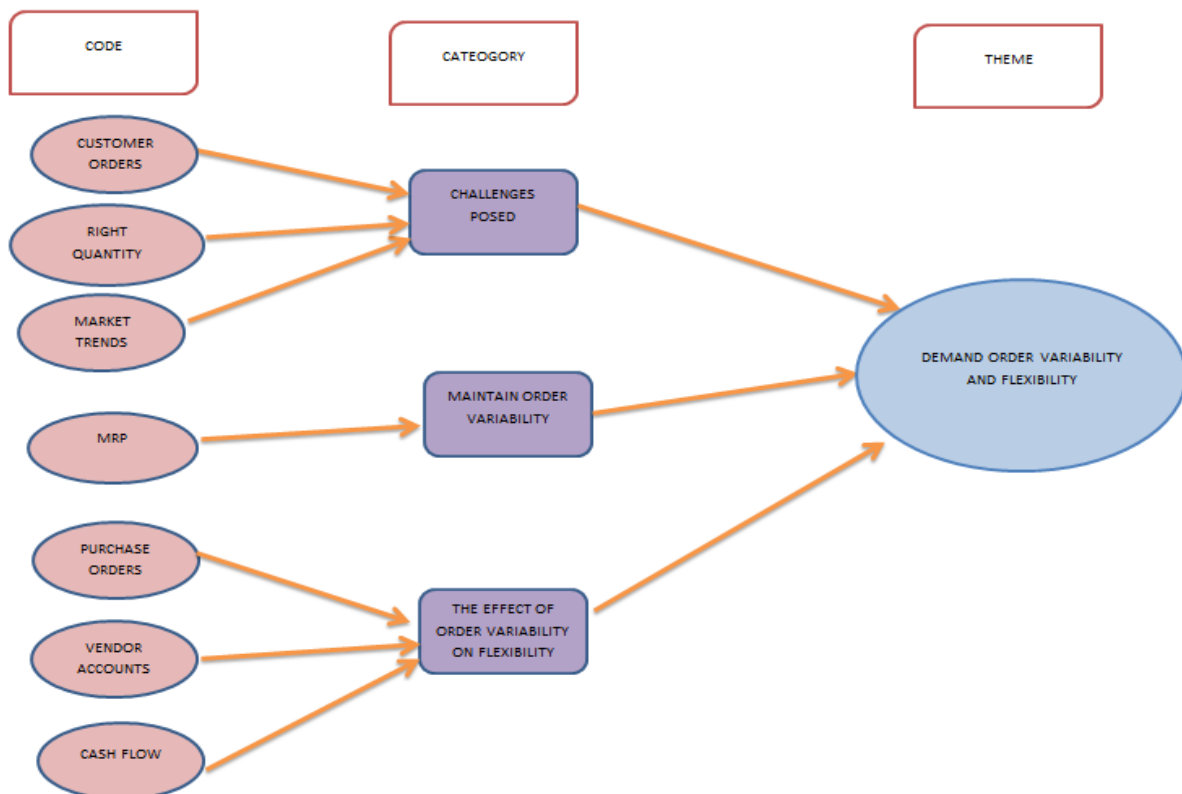 CODE
CATEOGORY
THEME
CUSTOMER
ORDERS
RIGHT
QUANTITY
MARKET
TRENDS
MRP
PURCHASE
ORDERS
VENDOR
ACCOUNTS
CASH FLOW
CHALLENGES
POSED
MAINTAIN ORDER
VARIABILITY
THE EFFECT OF
ORDER VARIABILITY
ON FLEXIBILITY
DEMAND ORDER VARIABILITY
AND FLEXIBILITY